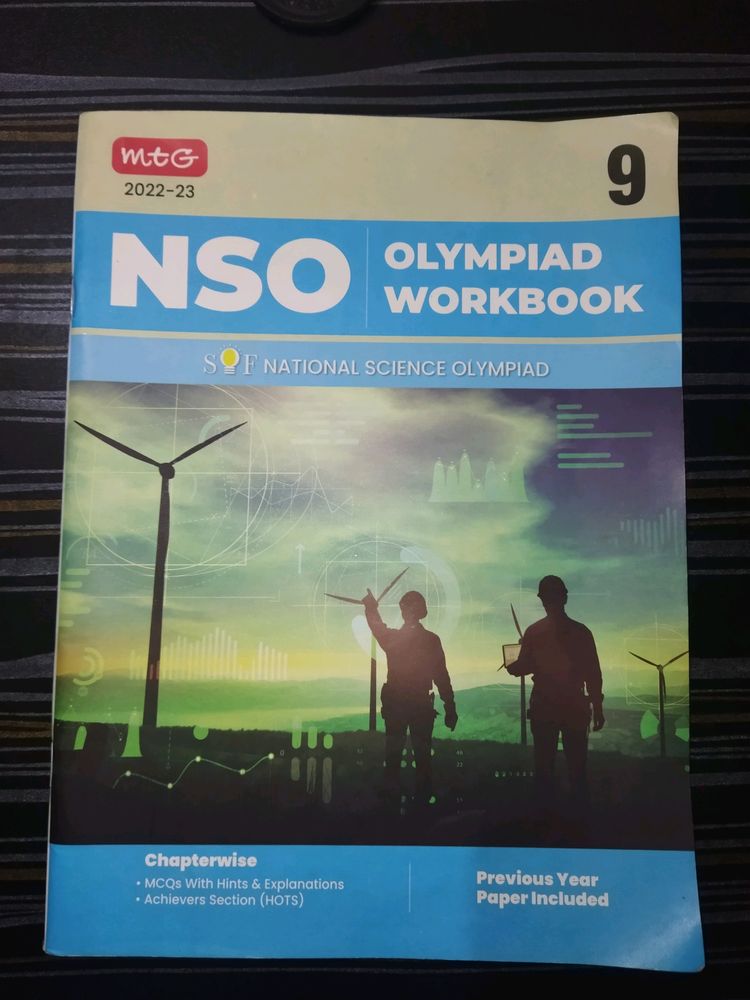 mtG
2022-23
9
NSO
OLYMPIAD
WORKBOOK
SOF NATIONAL SCIENCE OLYMPIAD
Chapterwise
• MCQs With Hints & Explanations
• Achievers Section (HOTS)
Previous Year
Paper Included